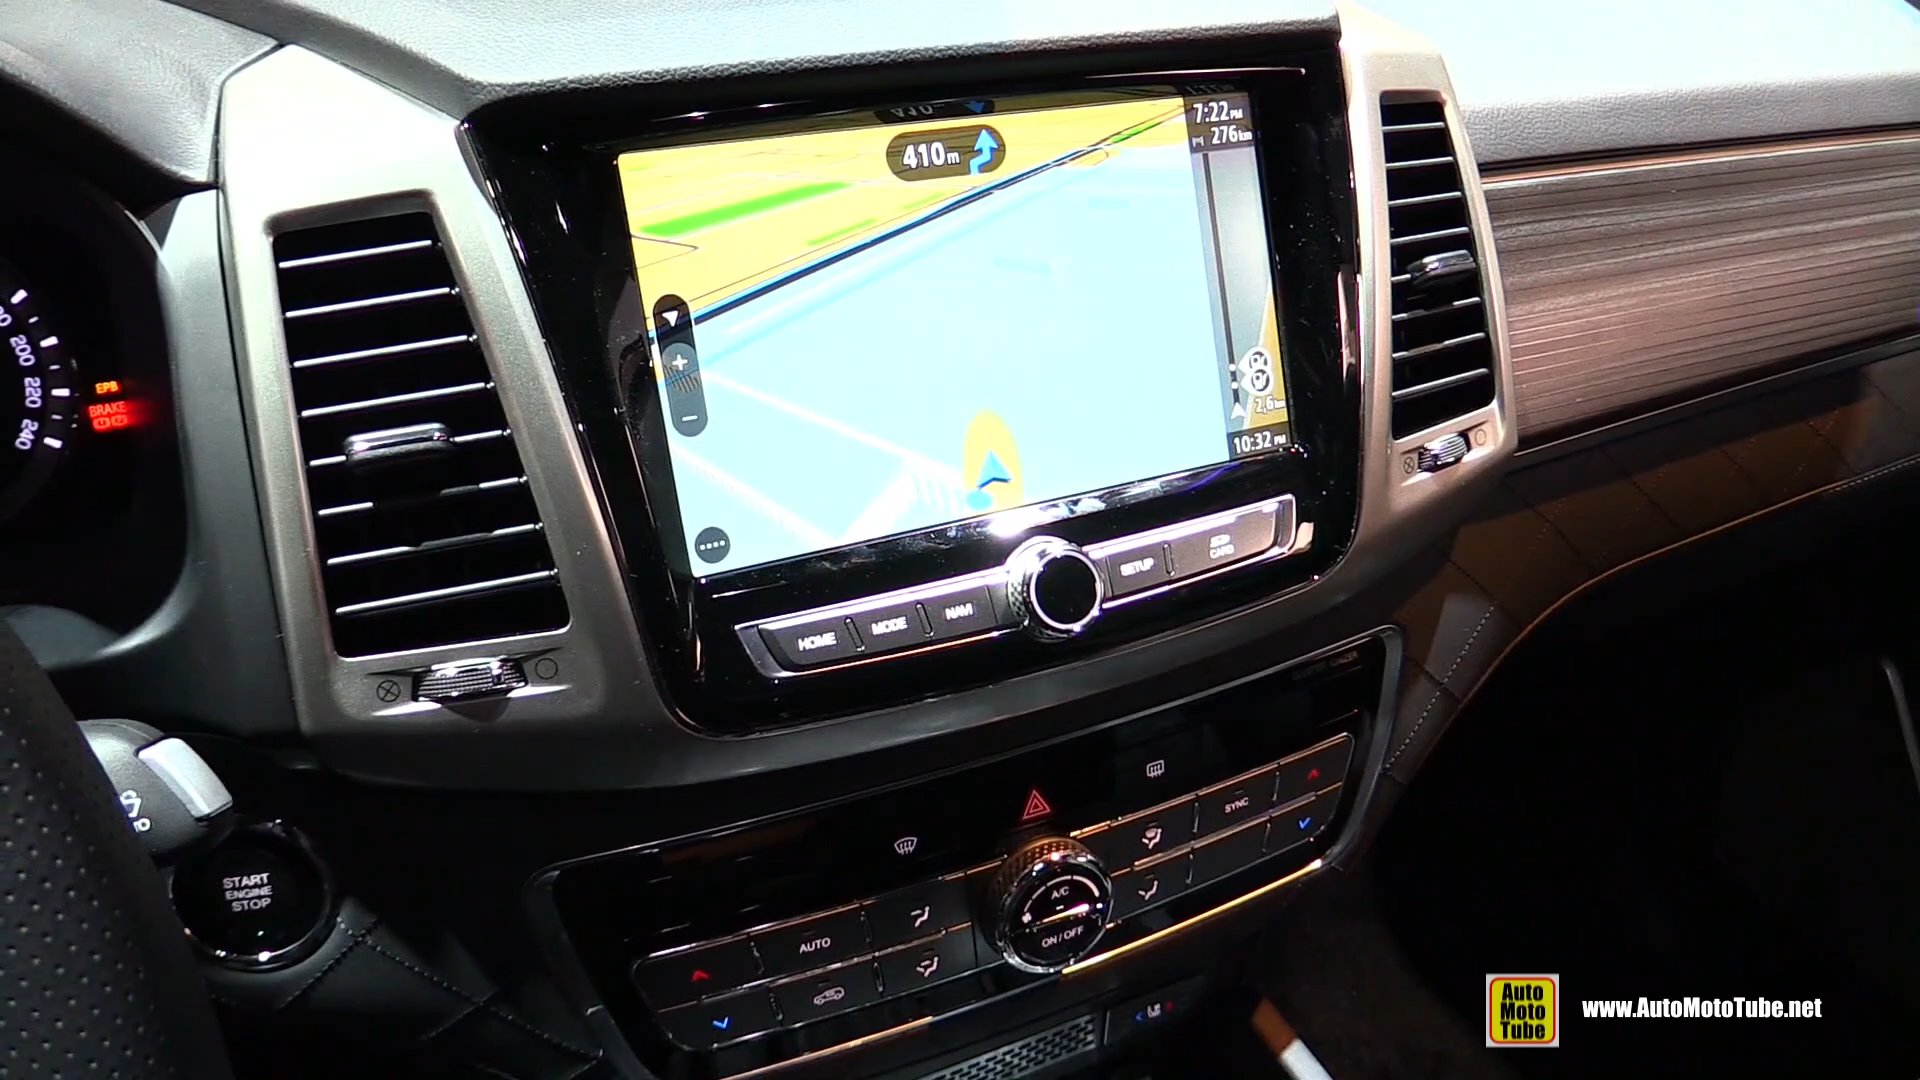 410 m
7:22 PM
276 km
2,6 km
10:32 PM
200
220
240
EPB
BRAKE
HOME
MODE
NAVI
SETUP
CARD
START
ENGINE
STOP
AUTO
A/C
ON / OFF
SYNC
Auto
Moto
Tube
www.AutoMotoTube.net